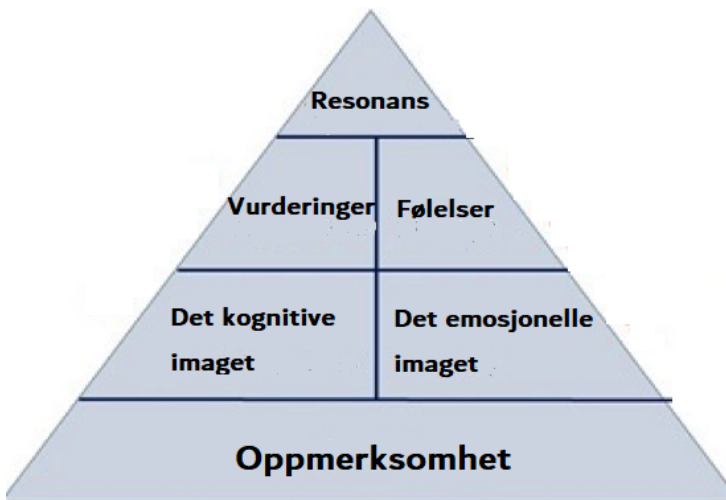 Resonans
Vurderinger
Følelser
Det kognitive
imaget
Det emosjonelle
imaget
Oppmerksomhet